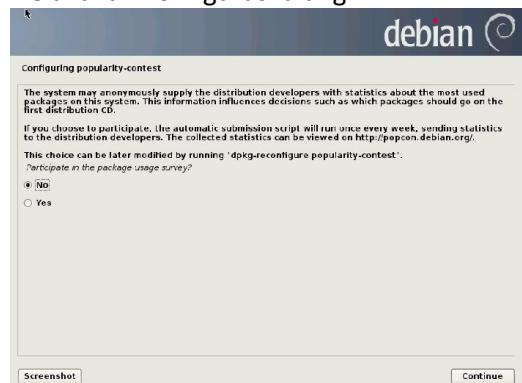 debian
Configuring popularity-contest
The system may anonymously supply the distribution developers with statistics about the most used
packages on this system. This information influences decisions such as which packages should go on the
first distribution CD.
If you choose to participate, the automatic submission script will run once every week, sending statistics
to the distribution developers. The collected statistics can be viewed on http://popcon.debian.org/.
This choice can be later modified by running "dpkg-reconfigure popularity-contest".
Participate in the package usage survey?
No
Yes
Screenshot
Continue